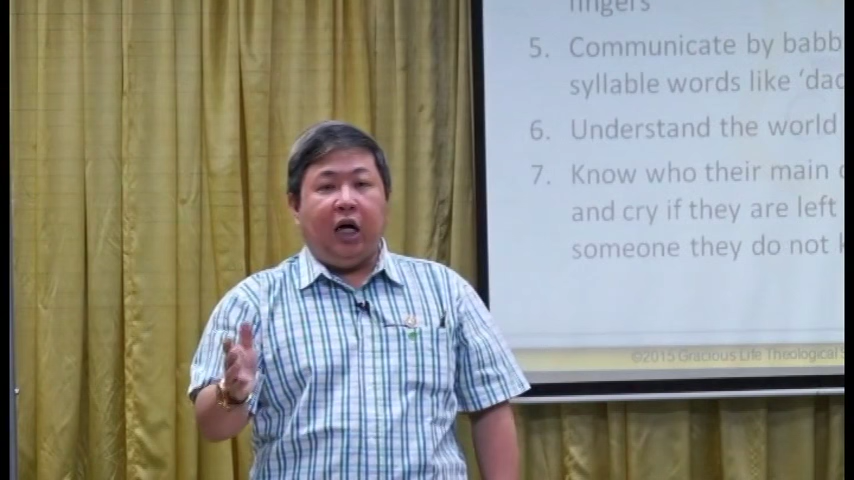 fingers
5. Communicate by babb
syllable words like ‘dad
6. Understand the world
7. Know who their main
and cry if they are left
someone they do not
©2015 Gracious Life Theological S